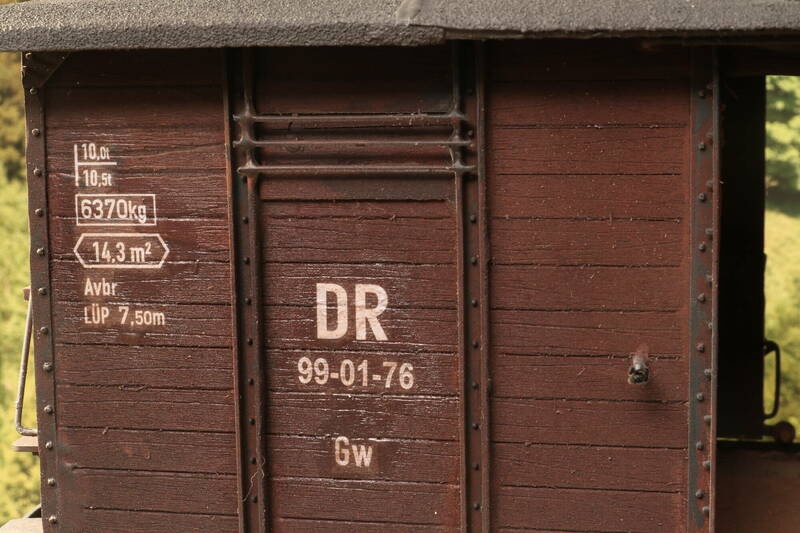 10,0t
10,5t
6370kg
14,3 m²
Avbr
LÜP 7,50m
DR
99-01-76
Gw